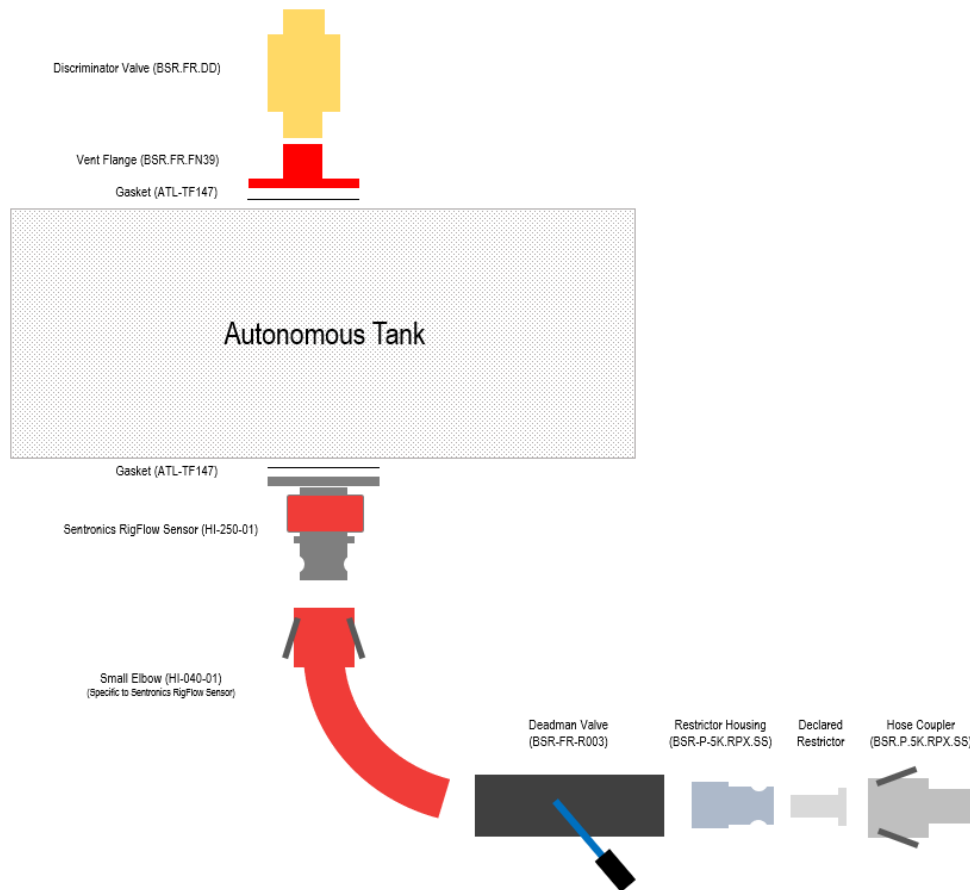 Discriminator Valve (BSR.FR.DD)
Vent Flange (BSR.FR.FN39)
Gasket (ATL-TF147)
Autonomous Tank
Gasket (ATL-TF147)
Sentronics RigFlow Sensor (HI-250-01)
Small Elbow (HI-040-01)
(Specific to Sentronics RigFlow Sensor)
Deadman Valve
(BSR-FR-R003)
Restrictor Housing
(BSR-P-5K.RPX.SS)
Declared
Restrictor
Hose Coupler
(BSR.P.5K.RPX.SS)